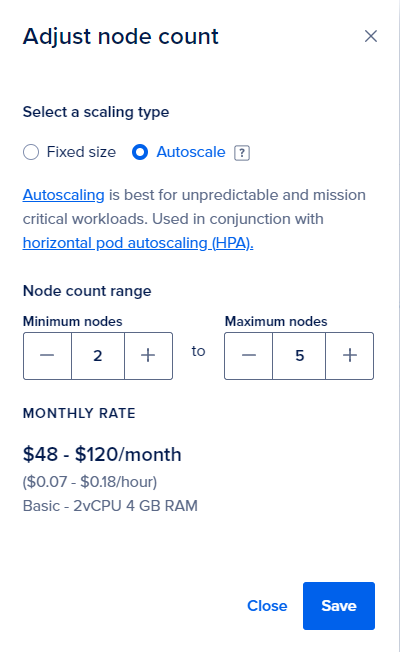 Adjust node count
Select a scaling type
Fixed size Autoscale ?
Autoscaling is best for unpredictable and mission
critical workloads. Used in conjunction with
horizontal pod autoscaling (HPA).
Node count range
Minimum nodes Maximum nodes
− 2 + to − 5 +
MONTHLY RATE
$48 - $120/month
($0.07 - $0.18/hour)
Basic - 2vCPU 4 GB RAM
Close Save